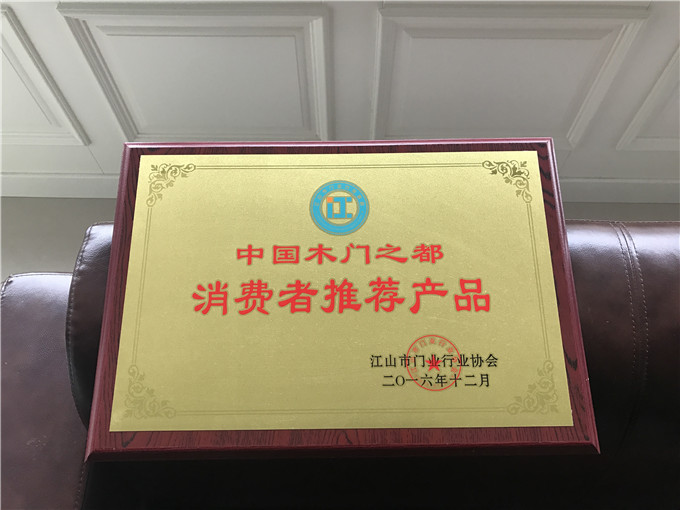 中国木门之都
消费者推荐产品
江山市门业行业协会
二〇一六年十二月